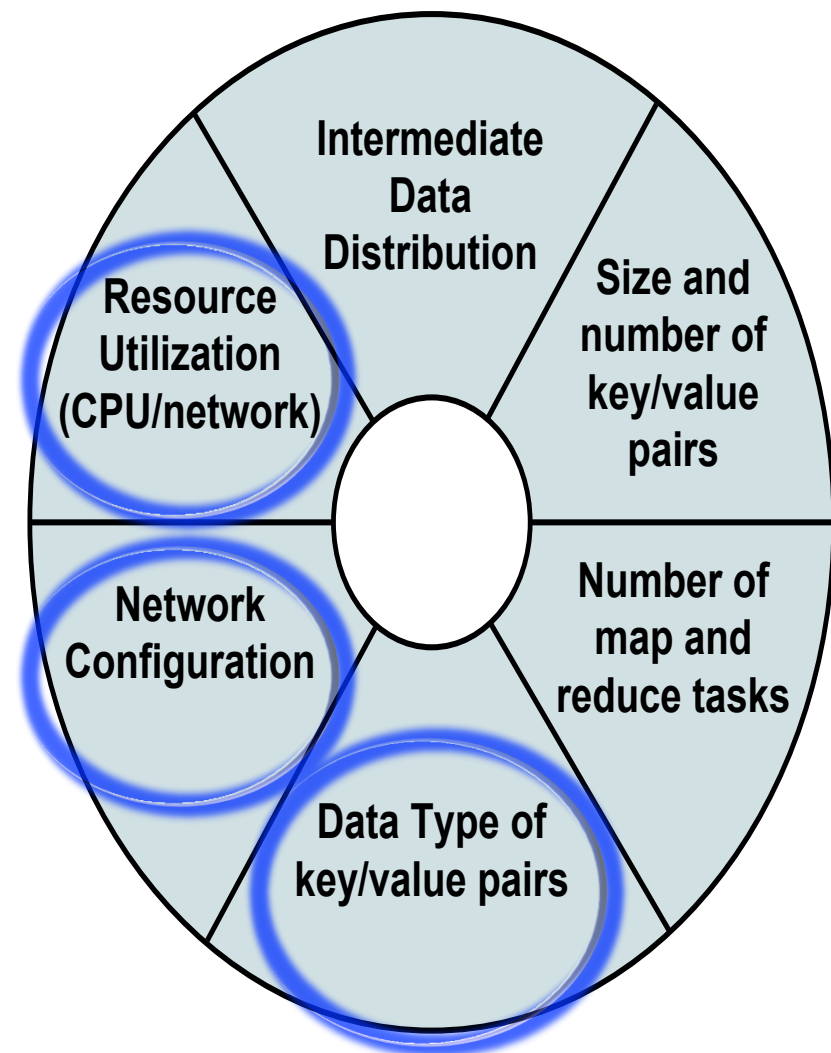 Intermediate
Data
Distribution
Size and
number of
key/value
pairs
Number of
map and
reduce tasks
Data Type of
key/value pairs
Network
Configuration
Resource
Utilization
(CPU/network)